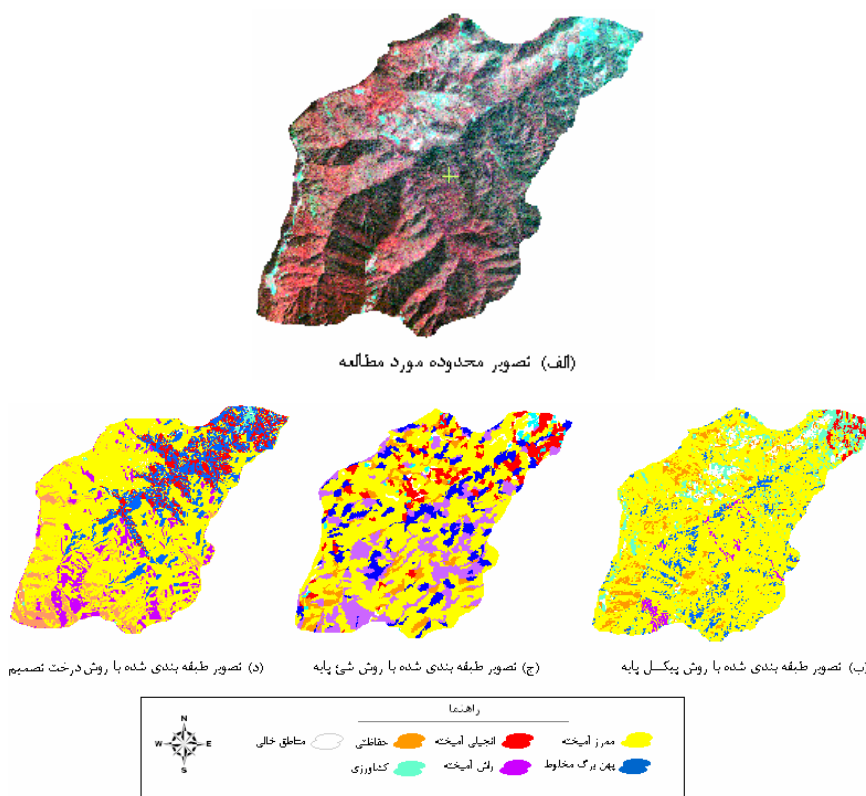 الف) تصویر محدوده مورد مطالعه
ب) تصویر طبقه بندی شده با روش پیکسل پایه
ج) تصویر طبقه بندی شده با روش شئ پایه
د) تصویر طبقه بندی شده با روش درخت تصمیم
راهنما
ممرز آمیخته
انجیلی آمیخته
حفاظتی
مناطق خالی
پهن برگ مخلوط
راش آمیخته
کشاورزی
N
W E
S